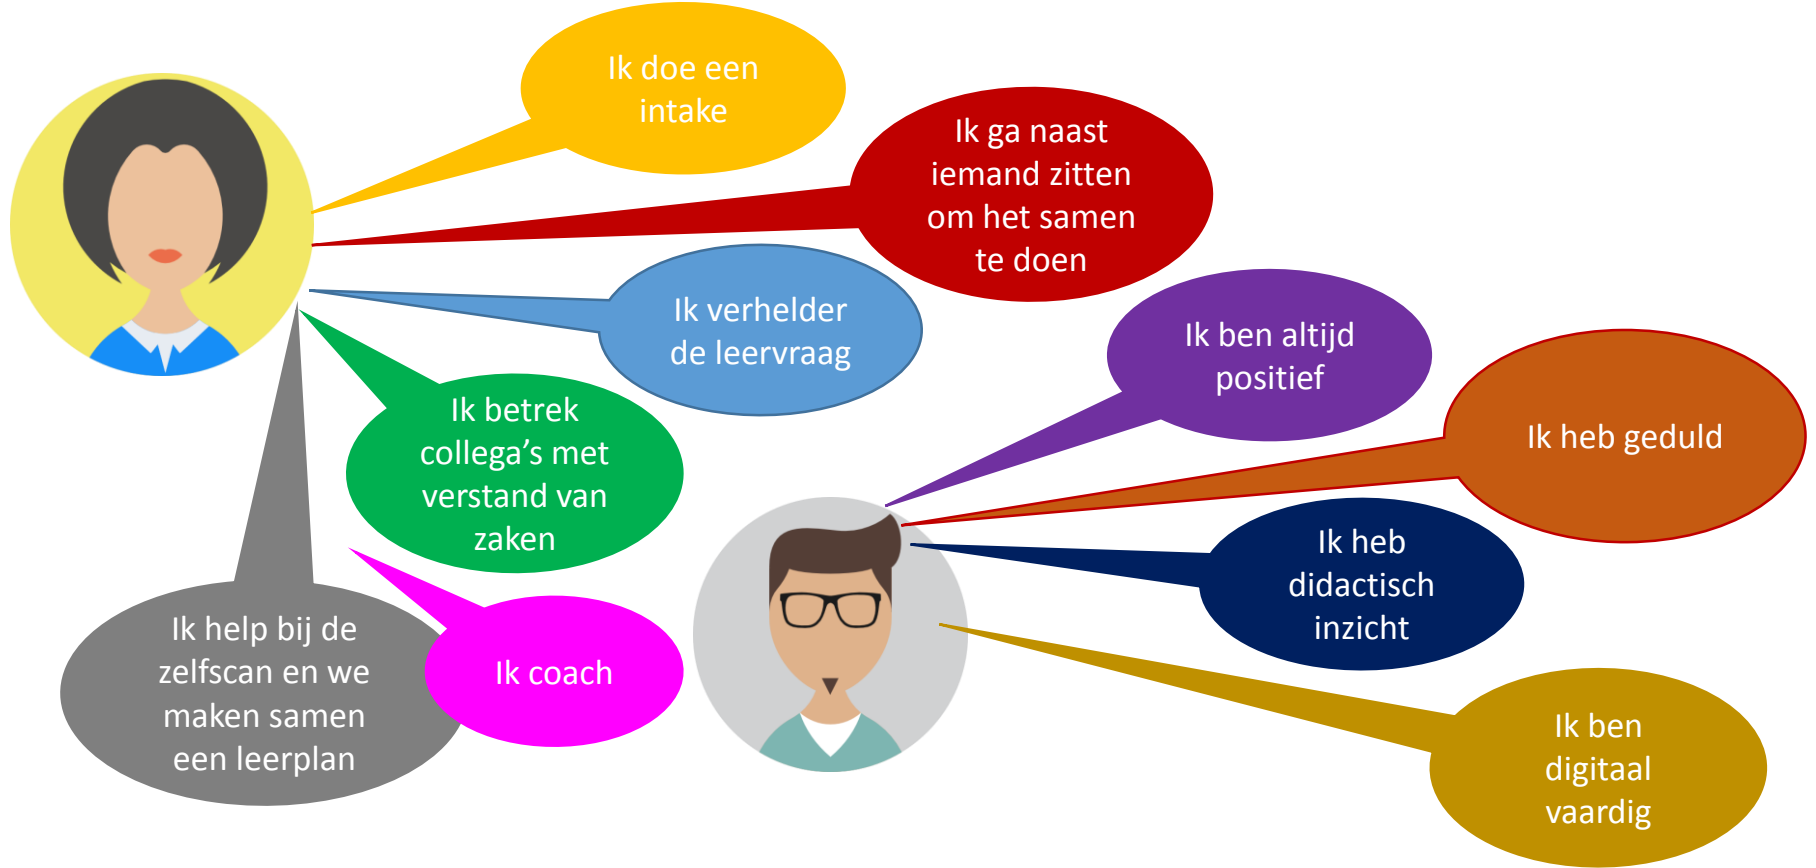 Ik doe een
intake
Ik ga naast
iemand zitten
om het samen
te doen
Ik verhelder
de leervraag
Ik betrek
collega’s met
verstand van
zaken
Ik help bij de
zelfscan en we
maken samen
een leerplan
Ik coach
Ik ben altijd
positief
Ik heb geduld
Ik heb
didactisch
inzicht
Ik ben
digitaal
vaardig